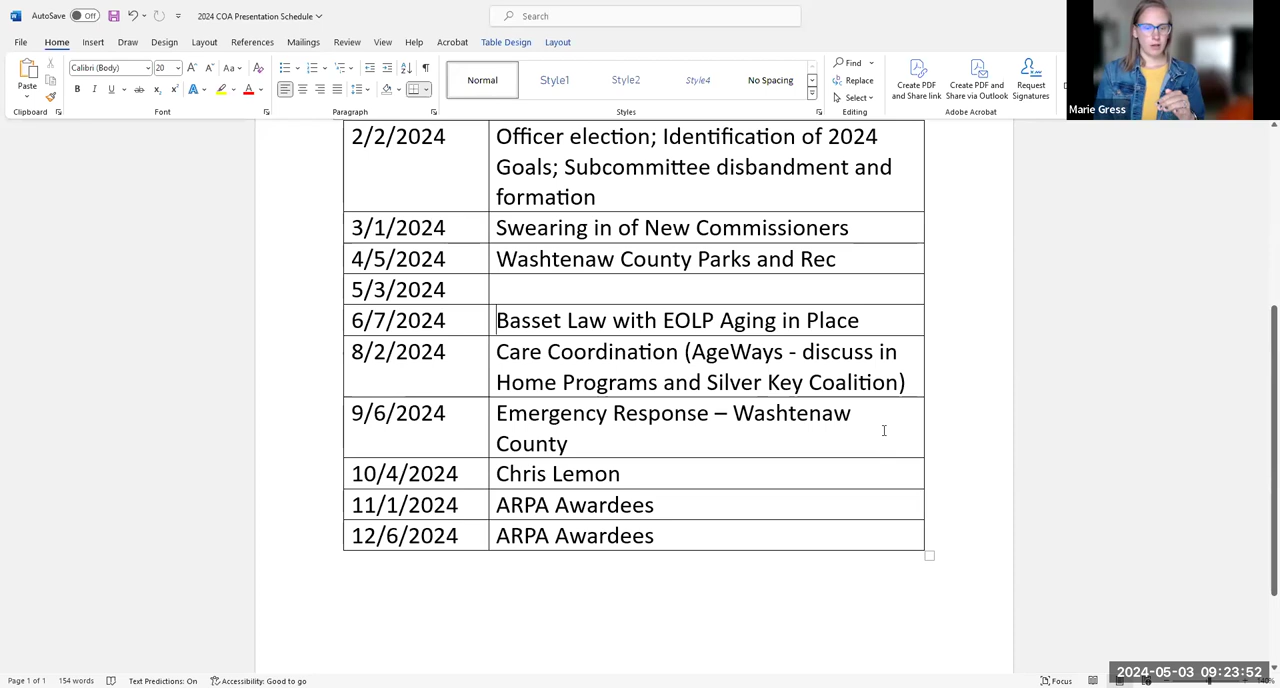 AutoSave Off 2024 COA Presentation Schedule Search
File Home Insert Draw Design Layout References Mailings Review View Help Acrobat Table Design Layout
Paste Calibri (Body) 20 A A Aa
B I U ab x₂ x² A A
Normal Style1 Style2 Style4 No Spacing
Find Replace Select
Create PDF and Share link
Create PDF and Share via Outlook
Request Signatures
Clipboard Font Paragraph Styles Editing Adobe Acrobat
Marie Gress
2/2/2024 Officer election; Identification of 2024
Goals; Subcommittee disbandment and
formation
3/1/2024 Swearing in of New Commissioners
4/5/2024 Washtenaw County Parks and Rec
5/3/2024
6/7/2024 Basset Law with EOLP Aging in Place
8/2/2024 Care Coordination (AgeWays - discuss in
Home Programs and Silver Key Coalition)
9/6/2024 Emergency Response – Washtenaw
County
10/4/2024 Chris Lemon
11/1/2024 ARPA Awardees
12/6/2024 ARPA Awardees
2024-05-03 09:23:52
Page 1 of 1 154 words Text Predictions: On Accessibility: Good to go Focus 140%